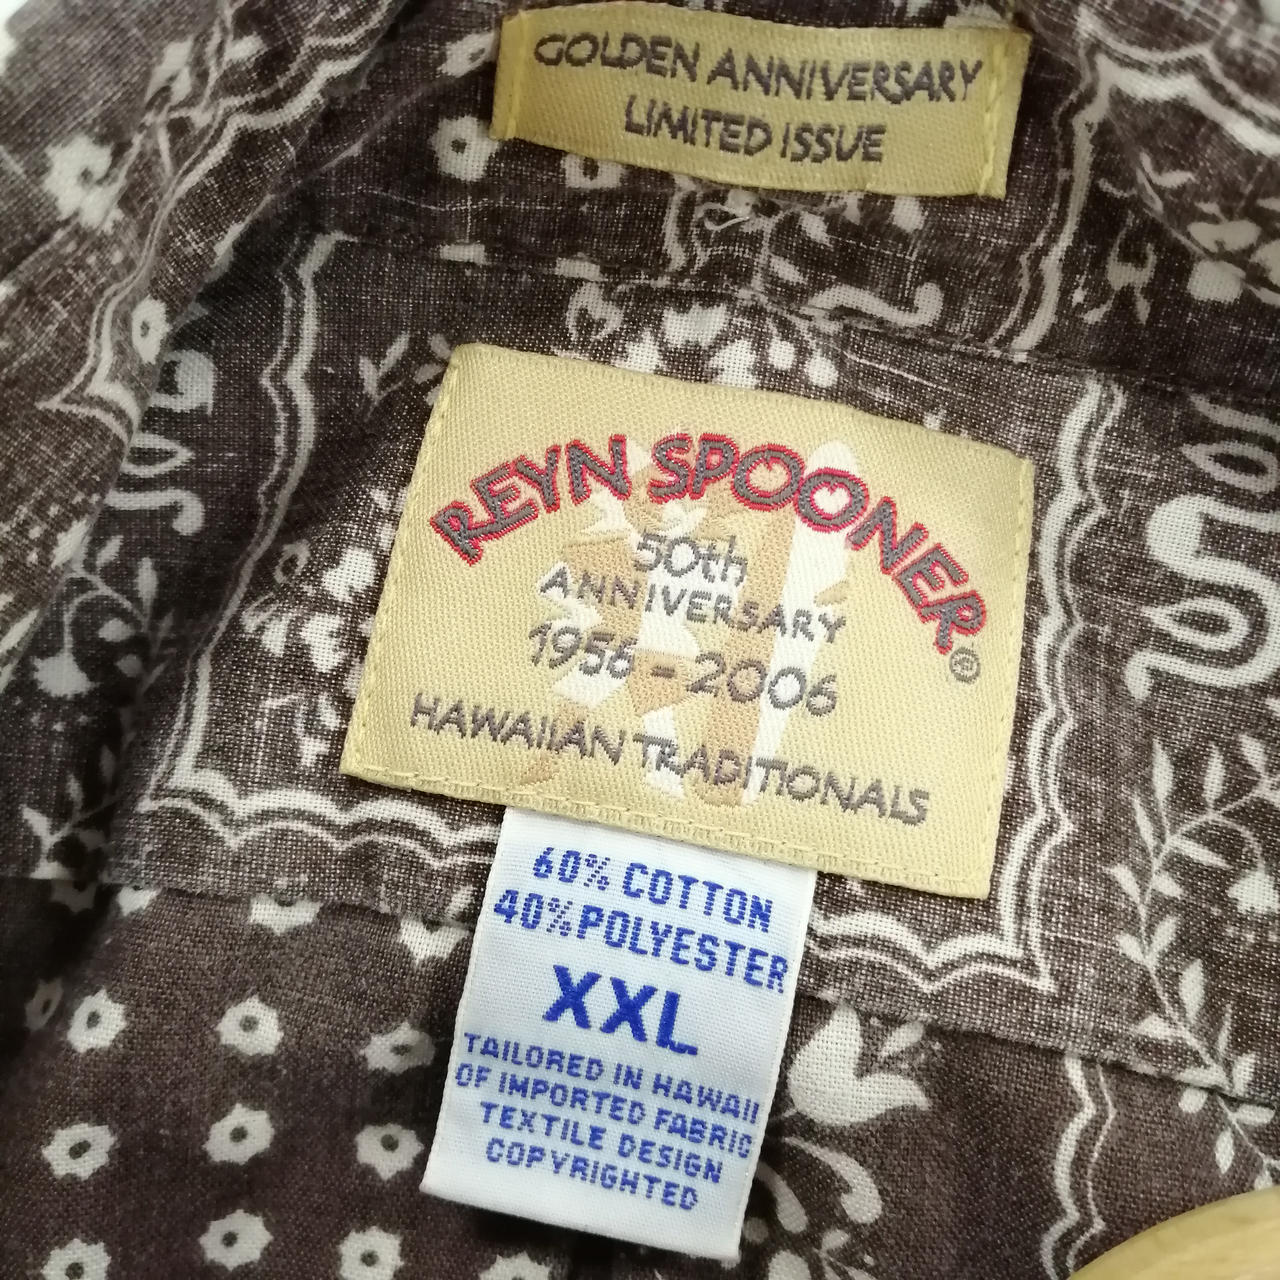 GOLDEN ANNIVERSARY
LIMITED ISSUE
REYN SPOONER®
50th
ANNIVERSARY
1956 - 2006
HAWAIIAN TRADITIONALS
60% COTTON
40% POLYESTER
XXL
TAILORED IN HAWAII
OF IMPORTED FABRIC
TEXTILE DESIGN
COPYRIGHTED